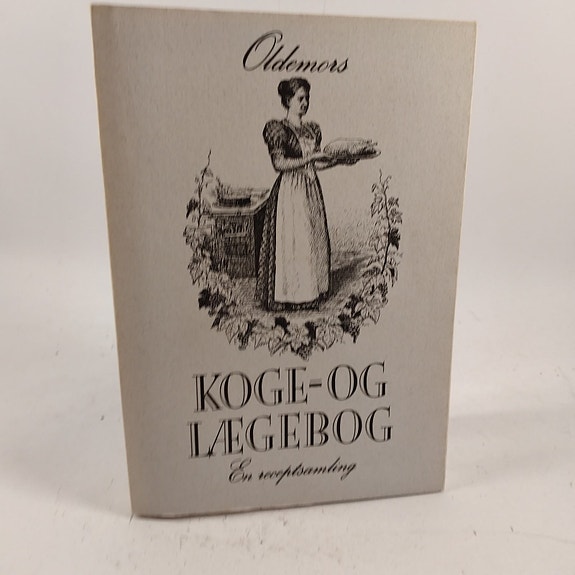 Oldemors
KOGE-OG
LÆGEBOG
En receptsamling